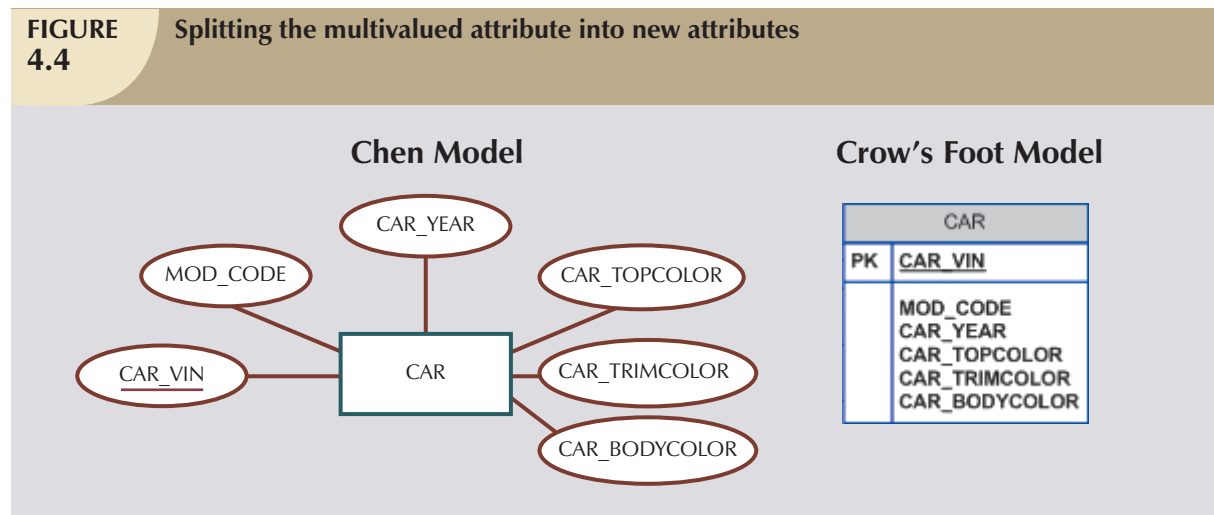 FIGURE
4.4
Splitting the multivalued attribute into new attributes
Chen Model
CAR_YEAR
MOD_CODE
CAR_TOPCOLOR
CAR_VIN
CAR
CAR_TRIMCOLOR
CAR_BODYCOLOR
Crow's Foot Model
CAR
PK CAR_VIN
MOD_CODE
CAR_YEAR
CAR_TOPCOLOR
CAR_TRIMCOLOR
CAR_BODYCOLOR